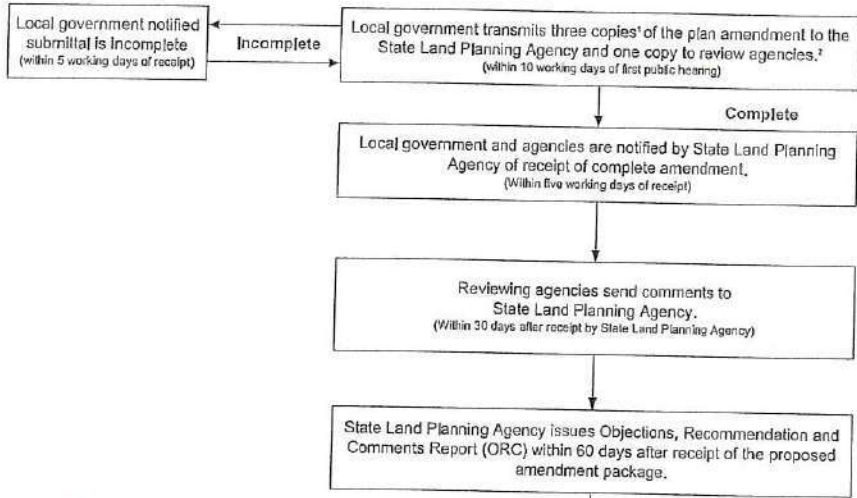 Local government notified
submittal is incomplete
(within 5 working days of receipt)
Incomplete
Local government transmits three copies¹ of the plan amendment to the
State Land Planning Agency and one copy to review agencies.²
(within 10 working days of first public hearing)
Complete
Local government and agencies are notified by State Land Planning
Agency of receipt of complete amendment.
(Within five working days of receipt)
Reviewing agencies send comments to
State Land Planning Agency.
(Within 30 days after receipt by State Land Planning Agency)
State Land Planning Agency issues Objections, Recommendation and
Comments Report (ORC) within 60 days after receipt of the proposed
amendment package.